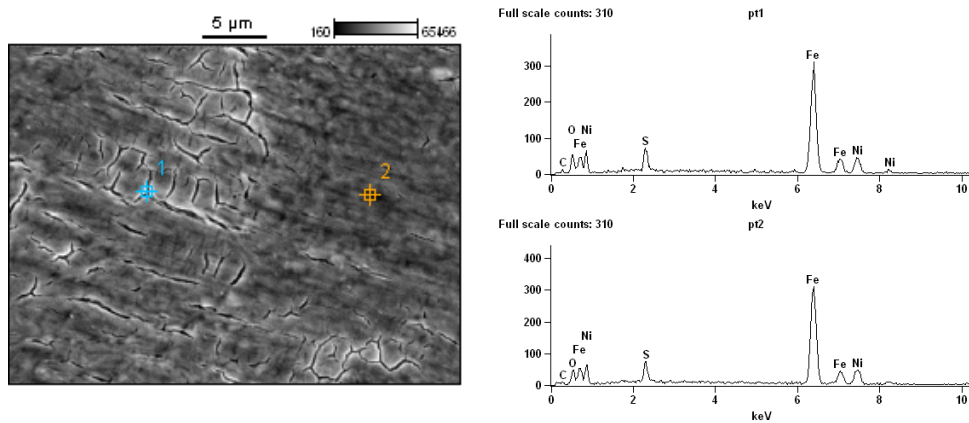 5 µm
160 65466
1
2
Full scale counts: 310 pt1
300
200
100
0
Fe
O Ni
Fe
C
S
Fe
Ni
Ni
0 2 4 6 8 10
keV
Full scale counts: 310 pt2
400
300
200
100
0
Fe
Ni
Fe
O
C
S
Fe
Ni
0 2 4 6 8 10
keV